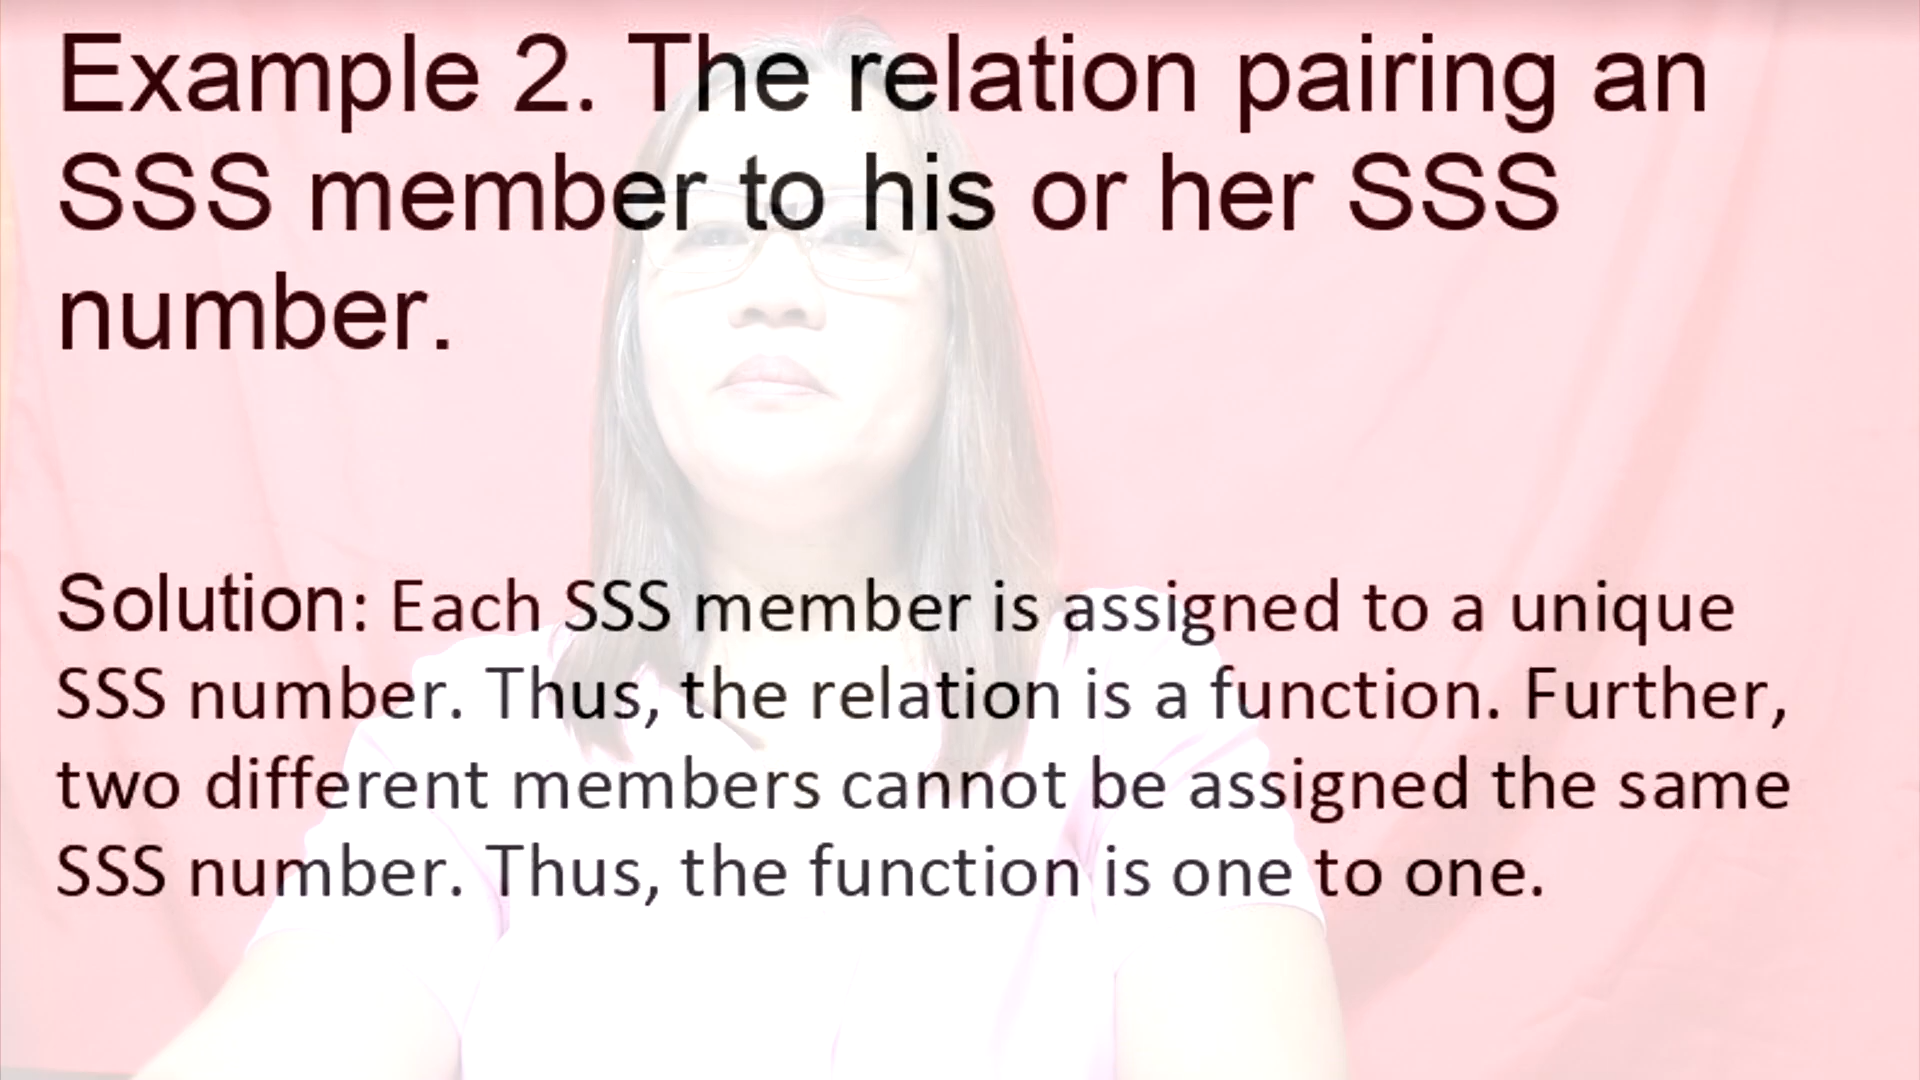 Example 2. The relation pairing an
SSS member to his or her SSS
number.
Solution: Each SSS member is assigned to a unique
SSS number. Thus, the relation is a function. Further,
two different members cannot be assigned the same
SSS number. Thus, the function is one to one.